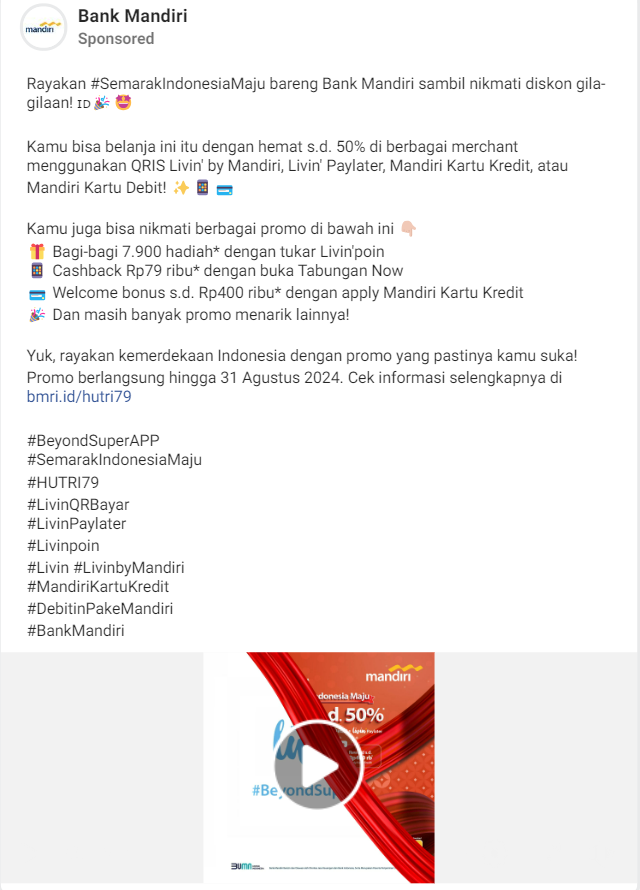 mandiri
Bank Mandiri
Sponsored
Rayakan #SemarakIndonesiaMaju bareng Bank Mandiri sambil nikmati diskon gila-
gilaan! ID 🎉 🤩
Kamu bisa belanja ini itu dengan hemat s.d. 50% di berbagai merchant
menggunakan QRIS Livin' by Mandiri, Livin' Paylater, Mandiri Kartu Kredit, atau
Mandiri Kartu Debit! ✨ 📱 💳
Kamu juga bisa nikmati berbagai promo di bawah ini 👇🏻
🎁 Bagi-bagi 7.900 hadiah* dengan tukar Livin'poin
📱 Cashback Rp79 ribu* dengan buka Tabungan Now
💳 Welcome bonus s.d. Rp400 ribu* dengan apply Mandiri Kartu Kredit
🎉 Dan masih banyak promo menarik lainnya!
Yuk, rayakan kemerdekaan Indonesia dengan promo yang pastinya kamu suka!
Promo berlangsung hingga 31 Agustus 2024. Cek informasi selengkapnya di
bmri.id/hutri79
#BeyondSuperAPP
#SemarakIndonesiaMaju
#HUTRI79
#LivinQRBayar
#LivinPaylater
#Livinpoin
#Livin #LivinbyMandiri
#MandiriKartuKredit
#DebitinPakeMandiri
#BankMandiri
mandiri
donesia Maju
d. 50%
#BeyondSup
BUMN